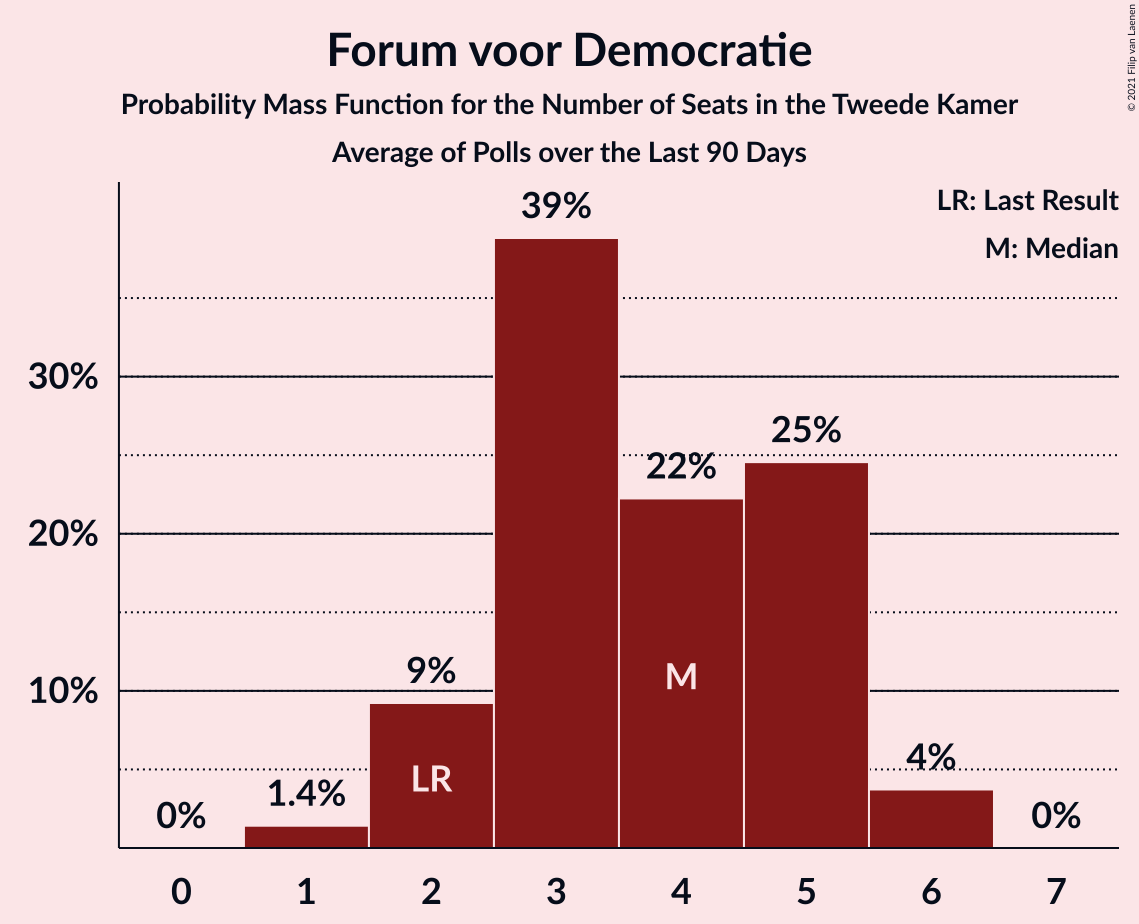 Forum voor Democratie
Probability Mass Function for the Number of Seats in the Tweede Kamer
Average of Polls over the Last 90 Days
© 2021 Filip van Laenen
LR: Last Result
M: Median
39%
30%
25%
22%
20%
M
9%
10%
LR
4%
1.4%
0%
0%
0 1 2 3 4 5 6 7